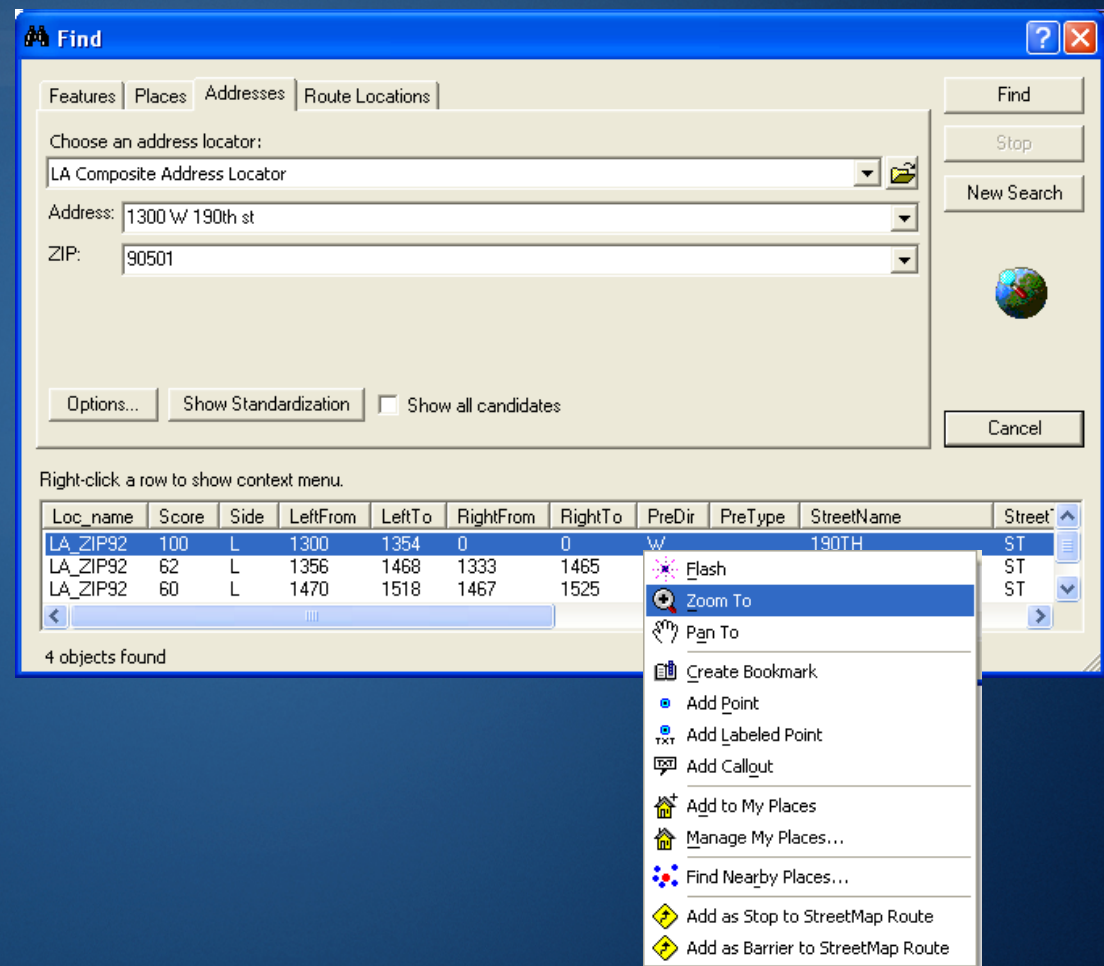 Find
Features Places Addresses Route Locations
Find
Choose an address locator:
Stop
LA Composite Address Locator
New Search
Address: 1300 W 190th st
ZIP: 90501
Options... Show Standardization Show all candidates
Cancel
Right-click a row to show context menu.
Loc_name Score Side LeftFrom LeftTo RightFrom RightTo PreDir PreType StreetName
LA_ZIP92 100 L 1300 1354 0 0 W 190TH ST
LA_ZIP92 62 L 1356 1468 1333 1465 ST
LA_ZIP92 60 L 1470 1518 1467 1525 ST
4 objects found
Flash
Zoom To
Pan To
Create Bookmark
Add Point
TXT Add Labeled Point
TXT Add Callout
Add to My Places
Manage My Places...
Find Nearby Places...
Add as Stop to StreetMap Route
Add as Barrier to StreetMap Route